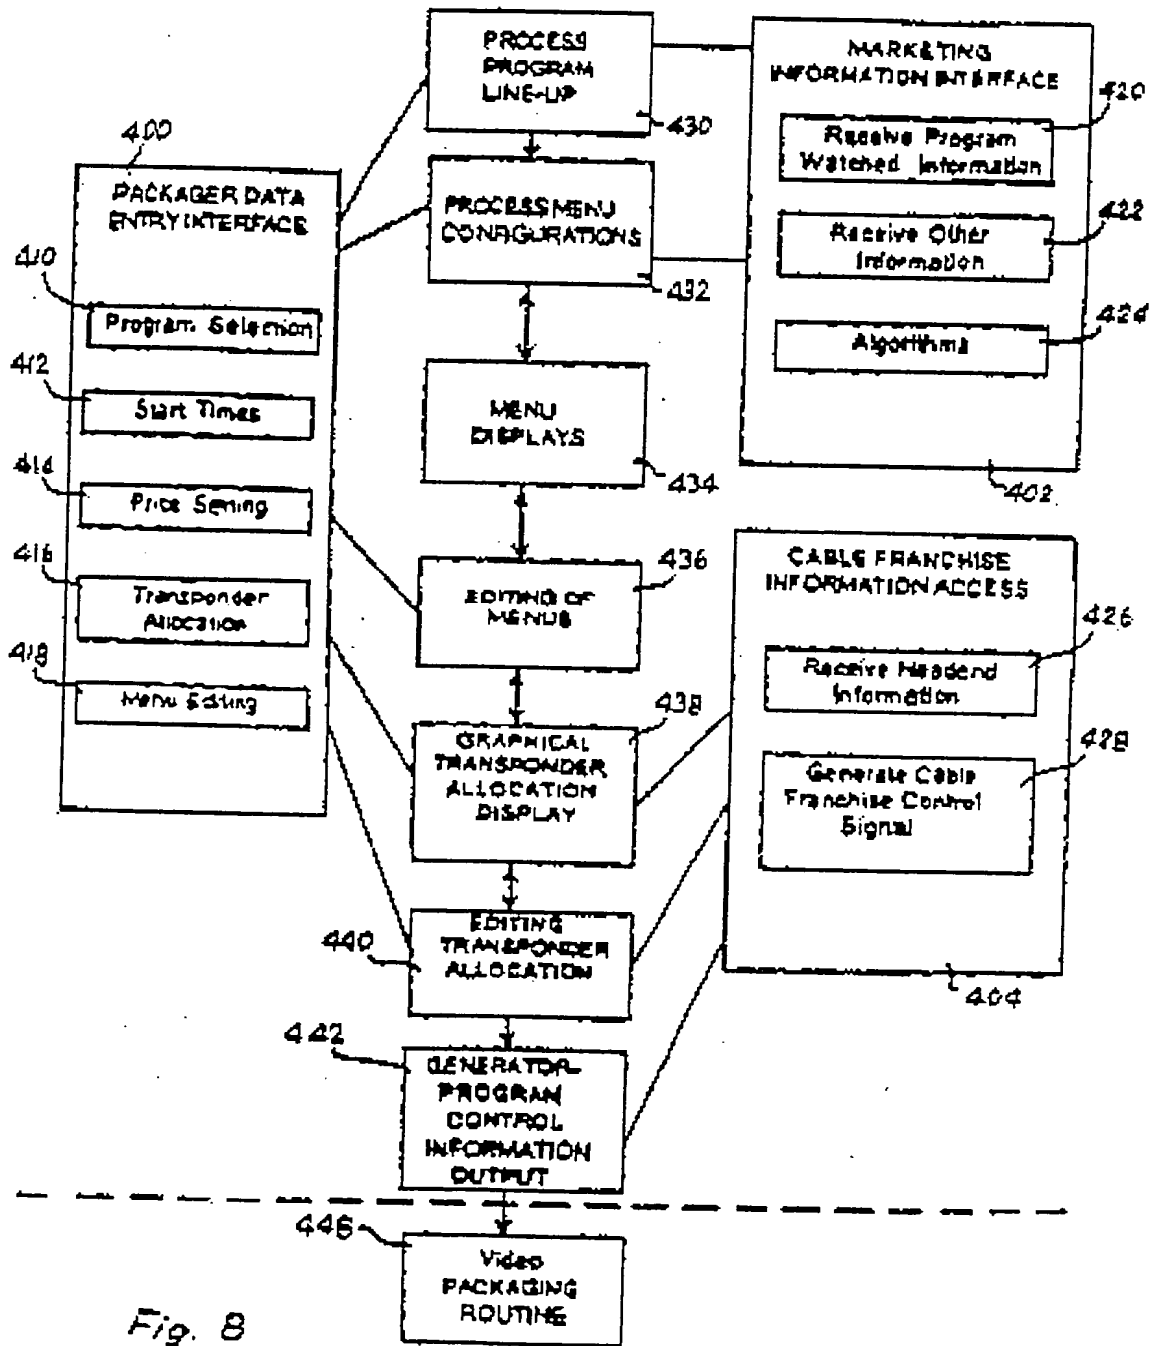 PROCESS
PROGRAM
LINE-UP
430
MARKETING
INFORMATION INTERFACE
420
Receive Program
Watched Information
422
Receive Other
Information
424
Algorithms
402
400
PACKAGER DATA
ENTRY INTERFACE
410
Program Selection
412
Start Times
414
Price Setting
416
Transponder
Allocation
418
Menu Editing
PROCESS MENU
CONFIGURATIONS
432
MENU
DISPLAYS
434
436
EDITING OF
MENUS
438
GRAPHICAL
TRANSPONDER
ALLOCATION
DISPLAY
CABLE FRANCHISE
INFORMATION ACCESS
426
Receive Headend
Information
428
Generate Cable
Franchise Control
Signal
404
440
EDITING
TRANSPONDER
ALLOCATION
442
GENERATOR-
PROGRAM
CONTROL
INFORMATION
OUTPUT
446
Video
PACKAGING
ROUTINE
Fig. 8